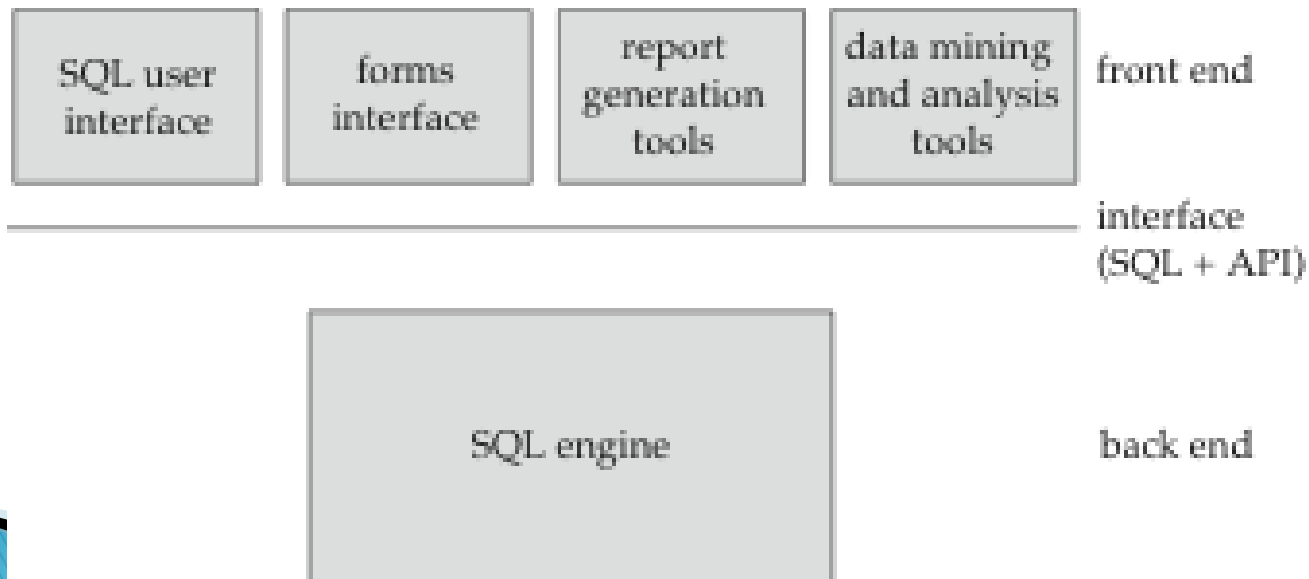 SQL user
interface
forms
interface
report
generation
tools
data mining
and analysis
tools
front end
interface
(SQL + API)
SQL engine
back end